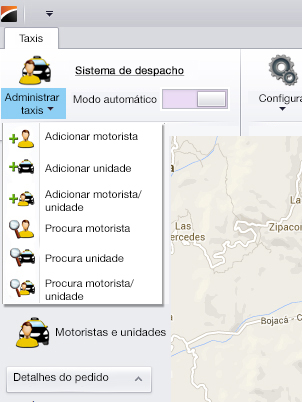 Taxis
Sistema de despacho
Administrar
taxis
Modo automático
Configura
Adicionar motorista
Adicionar unidade
Adicionar motorista/
unidade
Procura motorista
Procura unidade
Procura motorista/
unidade
Motoristas e unidades
Detalhes do pedido
Las
ercedes
Zipacon
Bojacá